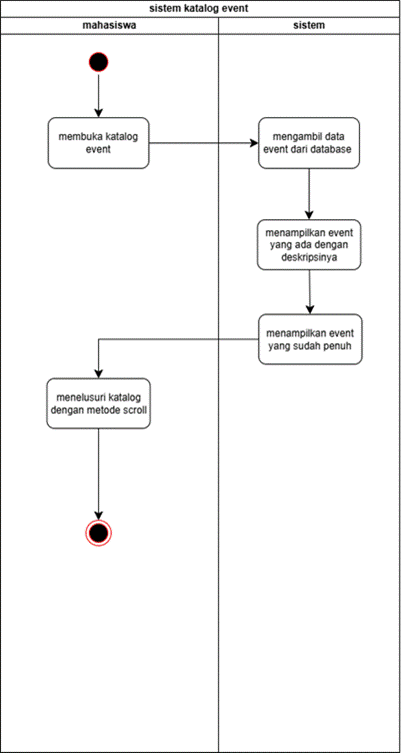 sistem katalog event
mahasiswa
sistem
membuka katalog
event
mengambil data
event dari database
menampilkan event
yang ada dengan
deskripsinya
menampilkan event
yang sudah penuh
menelusuri katalog
dengan metode scroll